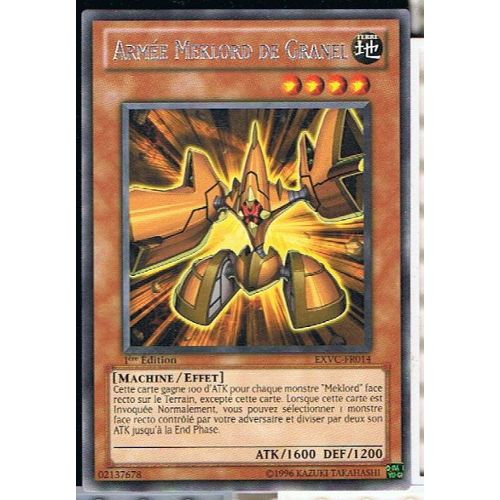 Armée Meklord de Granel
TERRE
地
EXVC-FR014
1ère Édition
[Machine/Effet]
Cette carte gagne 100 d'ATK pour chaque monstre "Meklord" face
recto sur le Terrain, excepté cette carte. Lorsque cette carte est
Invoquée Normalement, vous pouvez sélectionner 1 monstre
face recto contrôlé par votre adversaire et diviser par deux son
ATK jusqu'à la End Phase.
ATK/1600 DEF/1200
02137678
©1996 KAZUKI TAKAHASHI